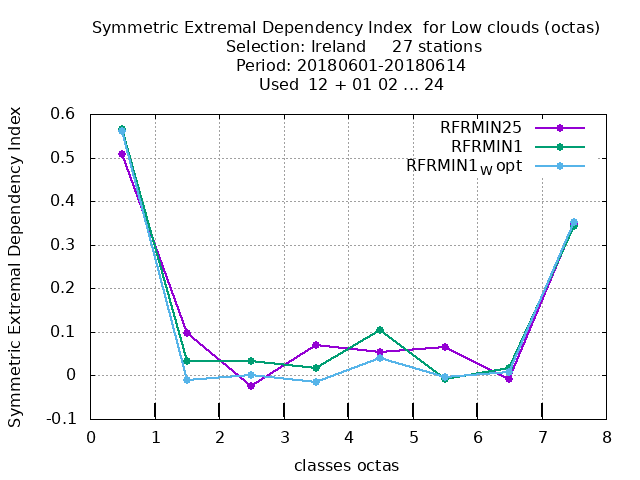 Symmetric Extremal Dependency Index  for Low clouds (octas)
Selection: Ireland     27 stations
Period: 20180601-20180614
Used  12 + 01 02 ... 24
Symmetric Extremal Dependency Index
0.6
0.5
0.4
0.3
0.2
0.1
0
-0.1
RFRMIN25
RFRMIN1
RFRMIN1W opt
0 1 2 3 4 5 6 7 8
classes octas